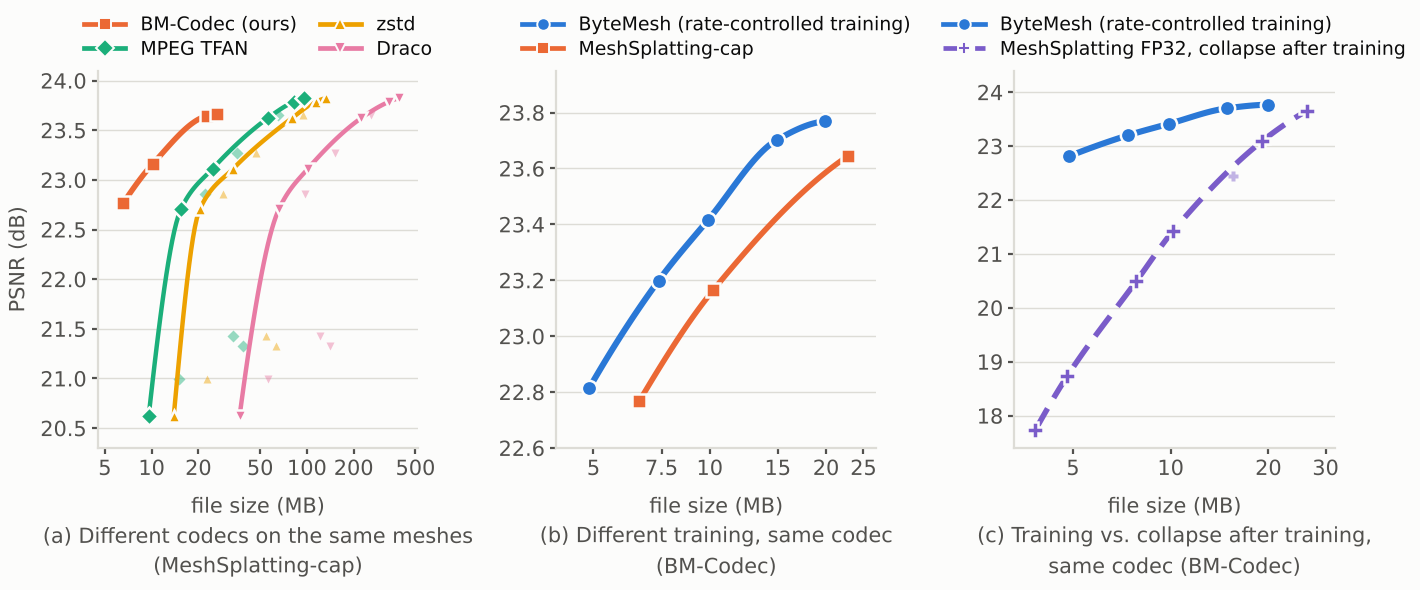 BM-Codec (ours)
MPEG TFAN
zstd
Draco
24.0
23.5
23.0
22.5
22.0
21.5
21.0
20.5
PSNR (dB)
5 10 20 50 100 200 500
file size (MB)
(a) Different codecs on the same meshes
(MeshSplatting-cap)
ByteMesh (rate-controlled training)
MeshSplatting-cap
23.8
23.6
23.4
23.2
23.0
22.8
22.6
5 7.5 10 15 20 25
file size (MB)
(b) Different training, same codec
(BM-Codec)
ByteMesh (rate-controlled training)
MeshSplatting FP32, collapse after training
24
23
22
21
20
19
18
5 10 20 30
file size (MB)
(c) Training vs. collapse after training,
same codec (BM-Codec)